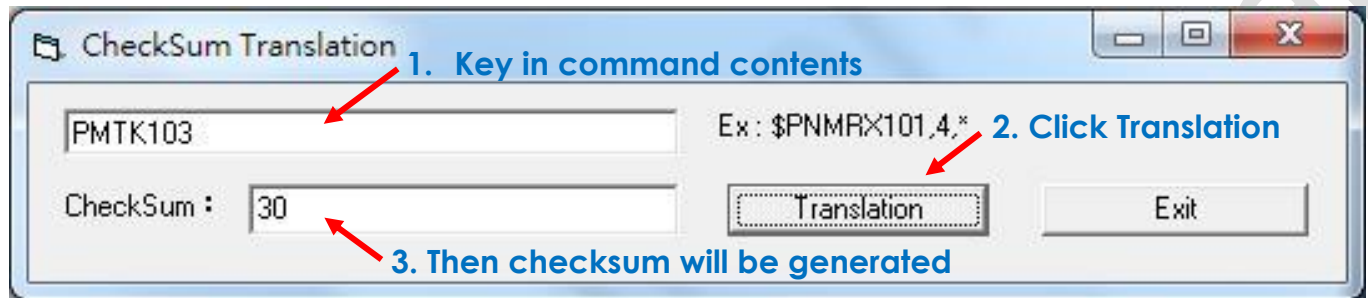 CheckSum Translation
1. Key in command contents
PMTK103
Ex : $PNMRX101,4,*
2. Click Translation
CheckSum :
30
Translation
Exit
3. Then checksum will be generated